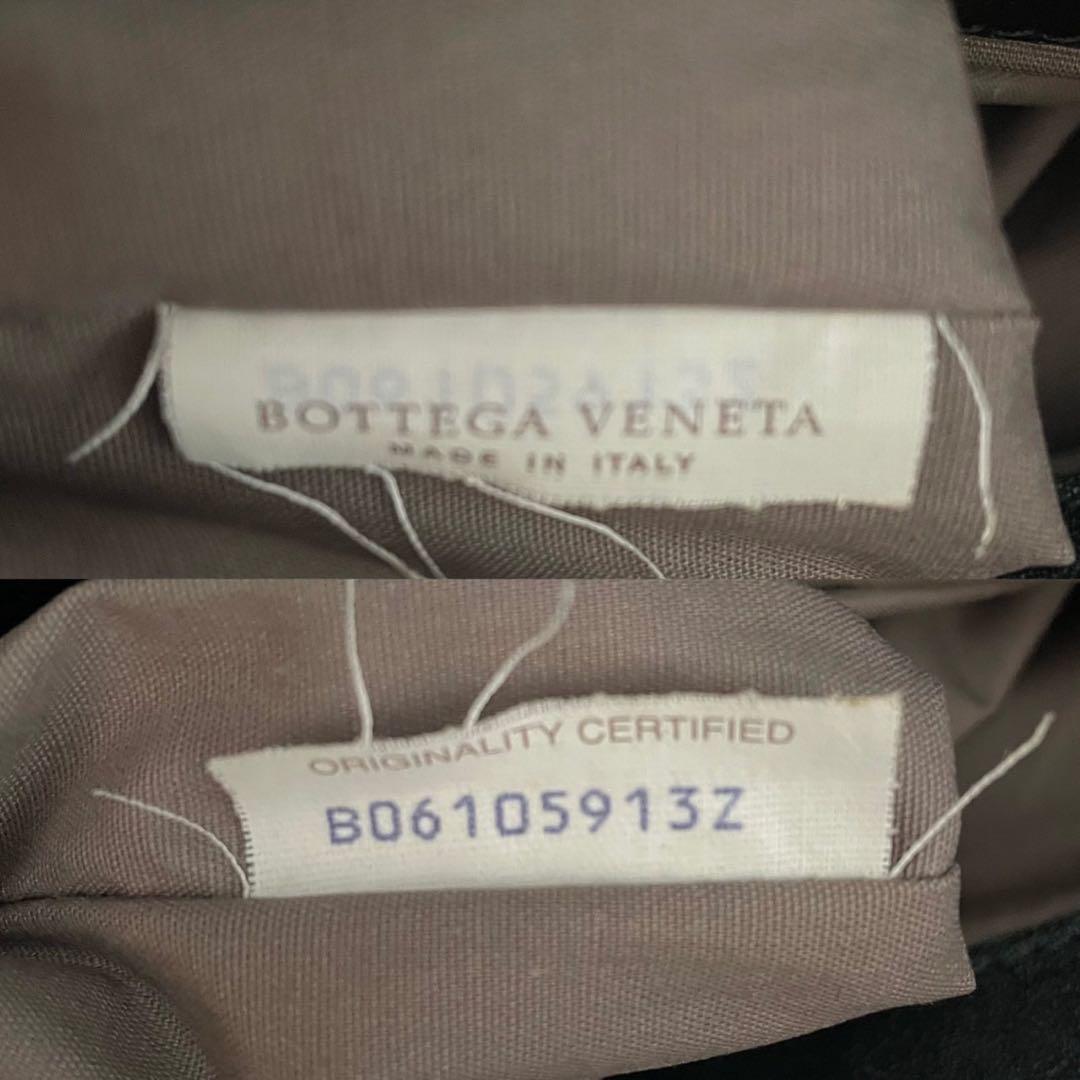 BOTTEGA VENETA
MADE IN ITALY
ORIGINALITY CERTIFIED
B06105913Z